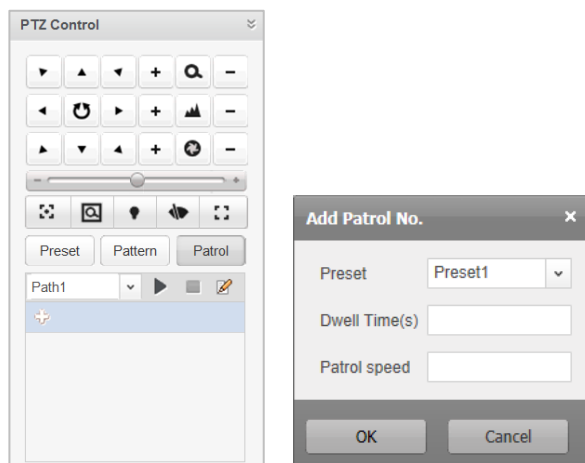 PTZ Control
Preset Pattern Patrol
Path1
Add Patrol No.
Preset Preset1
Dwell Time(s)
Patrol speed
OK Cancel